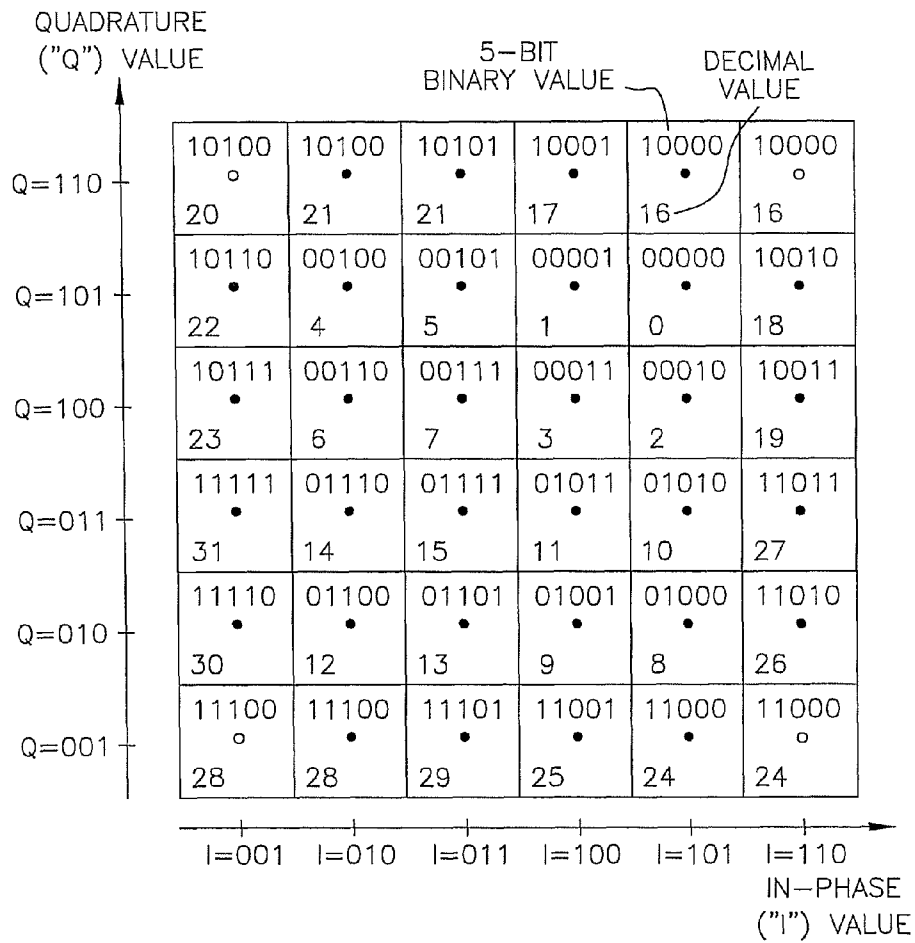 QUADRATURE
("Q") VALUE
5-BIT
BINARY VALUE
DECIMAL
VALUE
10100 10100 10101 10001 10000 10000
Q=110
20 21 21 17 16 16
10110 00100 00101 00001 00000 10010
Q=101
22 4 5 1 0 18
10111 00110 00111 00011 00010 10011
Q=100
23 6 7 3 2 19
11111 01110 01111 01011 01010 11011
Q=011
31 14 15 11 10 27
11110 01100 01101 01001 01000 11010
Q=010
30 12 13 9 8 26
11100 11100 11101 11001 11000 11000
Q=001
28 28 29 25 24 24
I=001 I=010 I=011 I=100 I=101 I=110
IN-PHASE
("I") VALUE